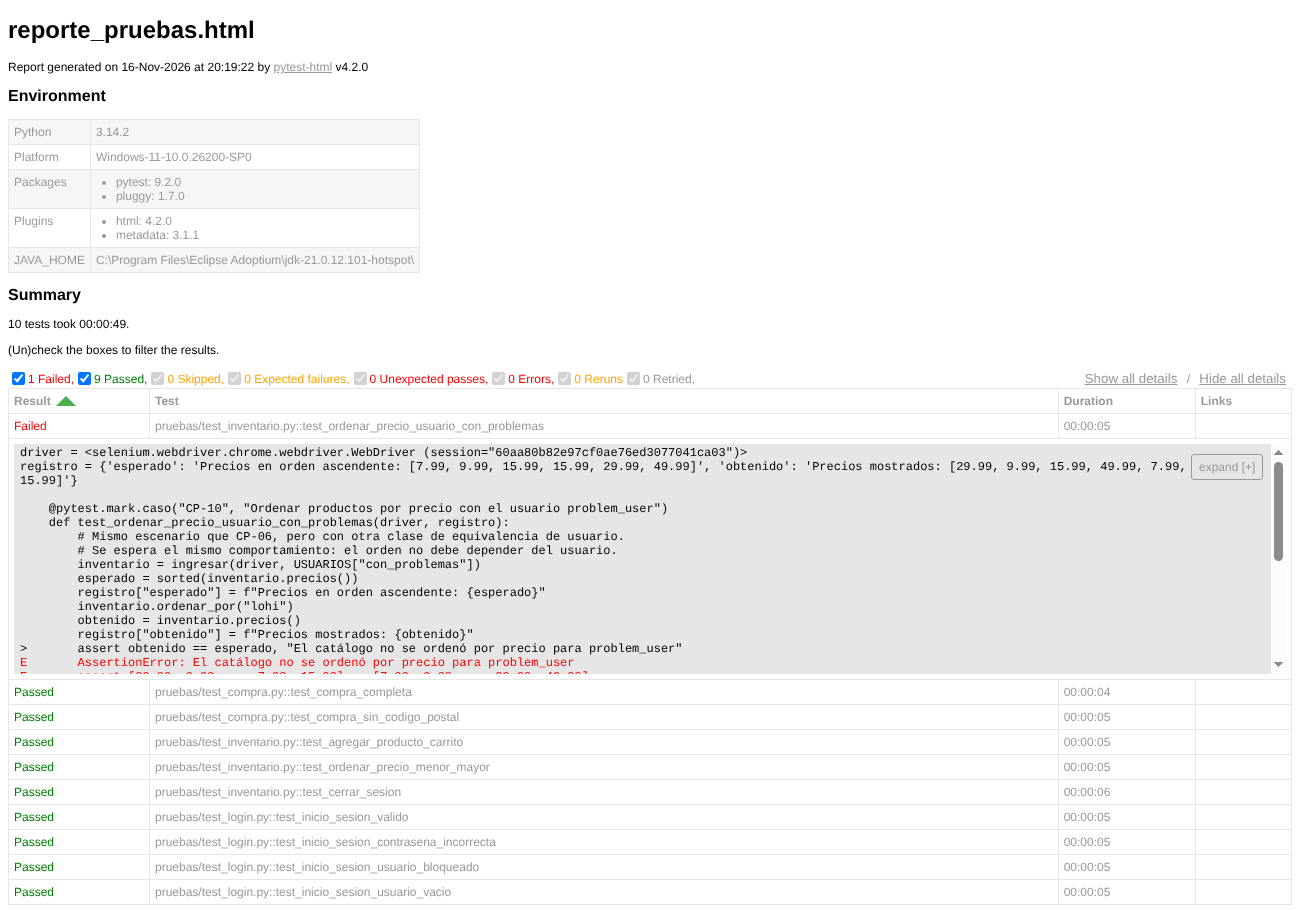 reporte_pruebas.html
Report generated on 16-Nov-2026 at 20:19:22 by pytest-html v4.2.0
Environment
Python 3.14.2
Platform Windows-11-10.0.26200-SP0
Packages
pytest: 9.2.0
pluggy: 1.7.0
Plugins
html: 4.2.0
metadata: 3.1.1
JAVA_HOME C:\Program Files\Eclipse Adoptium\jdk-21.0.12.101-hotspot\
Summary
10 tests took 00:00:49.
(Un)check the boxes to filter the results.
1 Failed, 9 Passed, 0 Skipped, 0 Expected failures, 0 Unexpected passes, 0 Errors, 0 Reruns 0 Retried, Show all details / Hide all details
Result Test Duration Links
Failed pruebas/test_inventario.py::test_ordenar_precio_usuario_con_problemas 00:00:05
driver = <selenium.webdriver.chrome.webdriver.WebDriver (session="60aa80b82e97cf0ae76ed3077041ca03")>
registro = {'esperado': 'Precios en orden ascendente: [7.99, 9.99, 15.99, 15.99, 29.99, 49.99]', 'obtenido': 'Precios mostrados: [29.99, 9.99, 15.99, 49.99, 7.99, expand [+]
15.99]'}
@pytest.mark.caso("CP-10", "Ordenar productos por precio con el usuario problem_user")
def test_ordenar_precio_usuario_con_problemas(driver, registro):
# Mismo escenario que CP-06, pero con otra clase de equivalencia de usuario.
# Se espera el mismo comportamiento: el orden no debe depender del usuario.
inventario = ingresar(driver, USUARIOS["con_problemas"])
esperado = sorted(inventario.precios())
registro["esperado"] = f"Precios en orden ascendente: {esperado}"
inventario.ordenar_por("lohi")
obtenido = inventario.precios()
registro["obtenido"] = f"Precios mostrados: {obtenido}"
> assert obtenido == esperado, "El catálogo no se ordenó por precio para problem_user"
E AssertionError: El catálogo no se ordenó por precio para problem_user
Passed pruebas/test_compra.py::test_compra_completa 00:00:04
Passed pruebas/test_compra.py::test_compra_sin_codigo_postal 00:00:05
Passed pruebas/test_inventario.py::test_agregar_producto_carrito 00:00:05
Passed pruebas/test_inventario.py::test_ordenar_precio_menor_mayor 00:00:05
Passed pruebas/test_inventario.py::test_cerrar_sesion 00:00:06
Passed pruebas/test_login.py::test_inicio_sesion_valido 00:00:05
Passed pruebas/test_login.py::test_inicio_sesion_contrasena_incorrecta 00:00:05
Passed pruebas/test_login.py::test_inicio_sesion_usuario_bloqueado 00:00:05
Passed pruebas/test_login.py::test_inicio_sesion_usuario_vacio 00:00:05